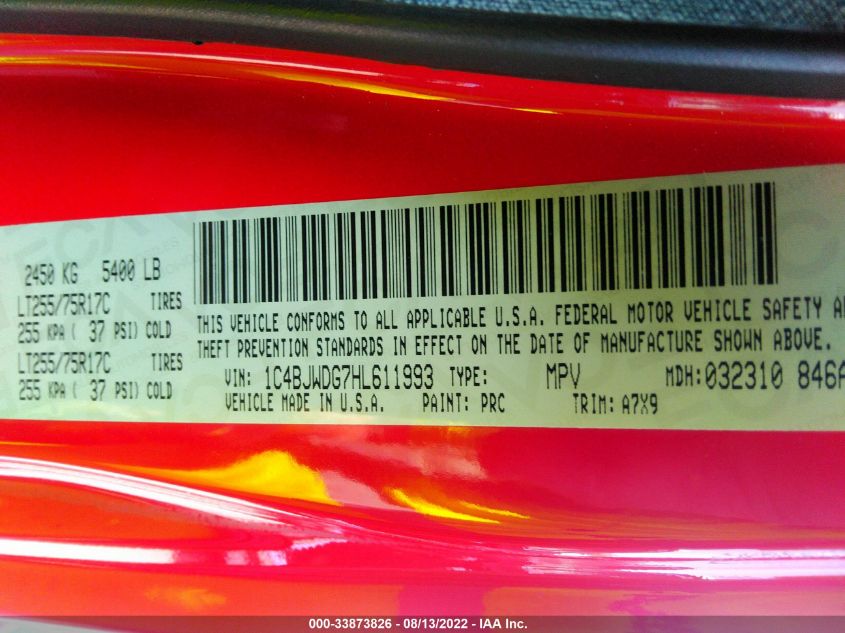 2450 KG 5400 LB
LT255/75R17C TIRES
255 KPA ( 37 PSI) COLD
LT255/75R17C TIRES
255 KPA ( 37 PSI) COLD
THIS VEHICLE CONFORMS TO ALL APPLICABLE U.S.A. FEDERAL MOTOR VEHICLE SAFETY
THEFT PREVENTION STANDARDS IN EFFECT ON THE DATE OF MANUFACTURE SHOWN ABOVE.
VIN: 1C4BJWDG7HL611993 TYPE: MPV MDH: 032310 846A
VEHICLE MADE IN U.S.A. PAINT: PRC TRIM: A7X9
000-33873826 - 08/13/2022 - IAA Inc.